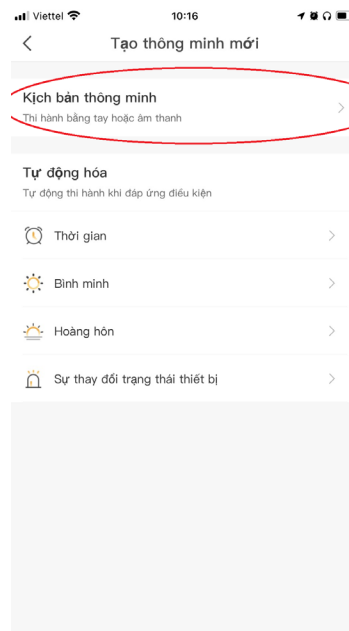 Viettel 10:16
Tạo thông minh mới
Kịch bản thông minh
Thi hành bằng tay hoặc âm thanh
Tự động hóa
Tự động thi hành khi đáp ứng điều kiện
Thời gian
Bình minh
Hoàng hôn
Sự thay đổi trạng thái thiết bị